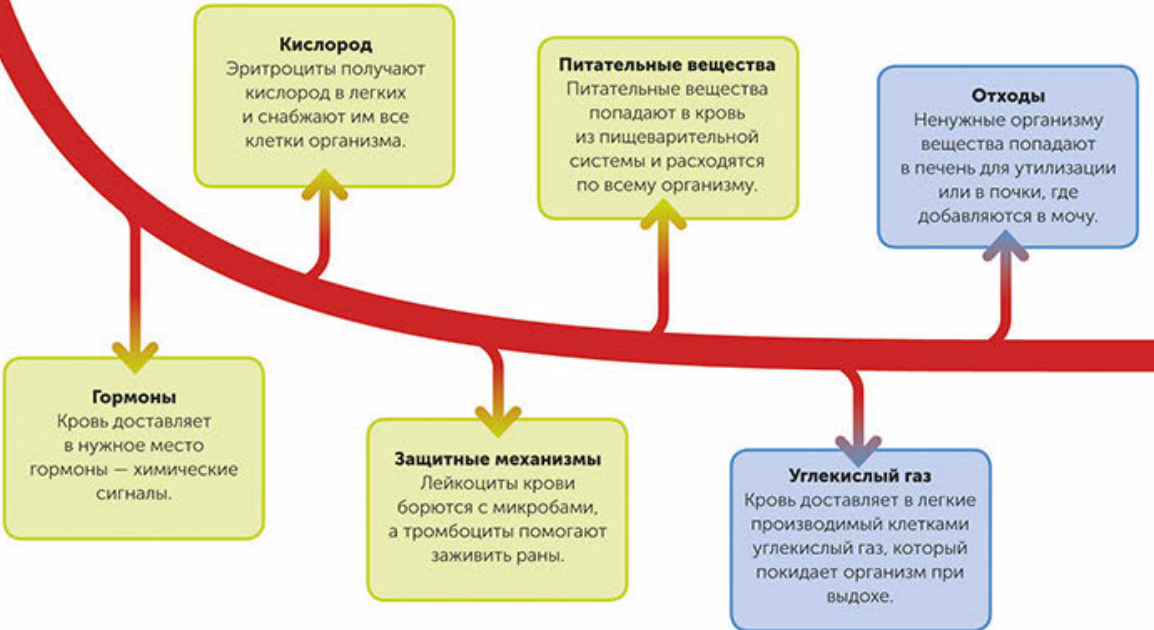 Кислород
Эритроциты получают
кислород в легких
и снабжают им все
клетки организма.
Питательные вещества
Питательные вещества
попадают в кровь
из пищеварительной
системы и расходятся
по всему организму.
Отходы
Ненужные организму
вещества попадают
в печень для утилизации
или в почки, где
добавляются в мочу.
Гормоны
Кровь доставляет
в нужное место
гормоны — химические
сигналы.
Защитные механизмы
Лейкоциты крови
борются с микробами,
а тромбоциты помогают
заживить раны.
Углекислый газ
Кровь доставляет в легкие
производимый клетками
углекислый газ, который
покидает организм при
выдохе.